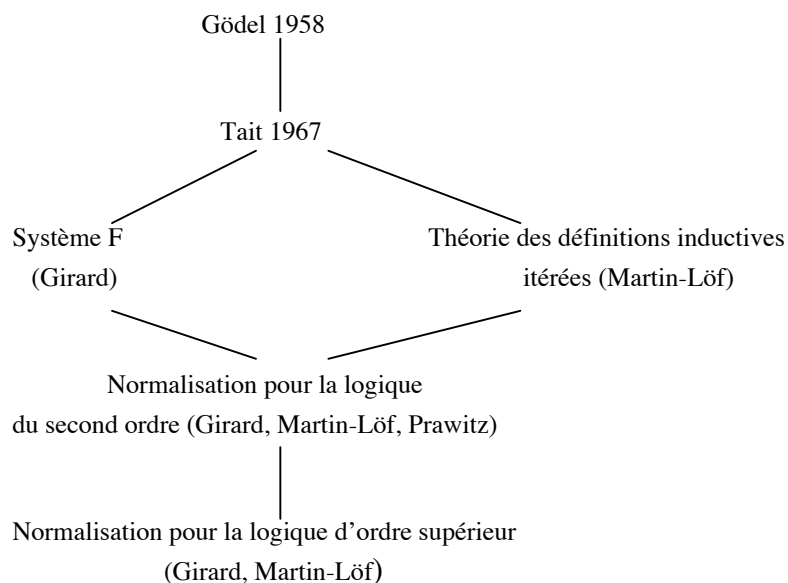 Gödel 1958
Tait 1967
Système F
(Girard)
Théorie des définitions inductives
itérées (Martin-Löf)
Normalisation pour la logique
du second ordre (Girard, Martin-Löf, Prawitz)
Normalisation pour la logique d’ordre supérieur
(Girard, Martin-Löf)